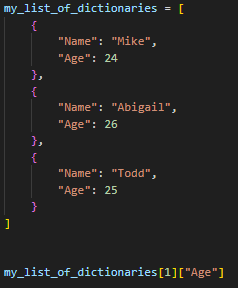 my_list_of_dictionaries = [
    {
        "Name": "Mike",
        "Age": 24
    },
    {
        "Name": "Abigail",
        "Age": 26
    },
    {
        "Name": "Todd",
        "Age": 25
    }
]
my_list_of_dictionaries[1]["Age"]